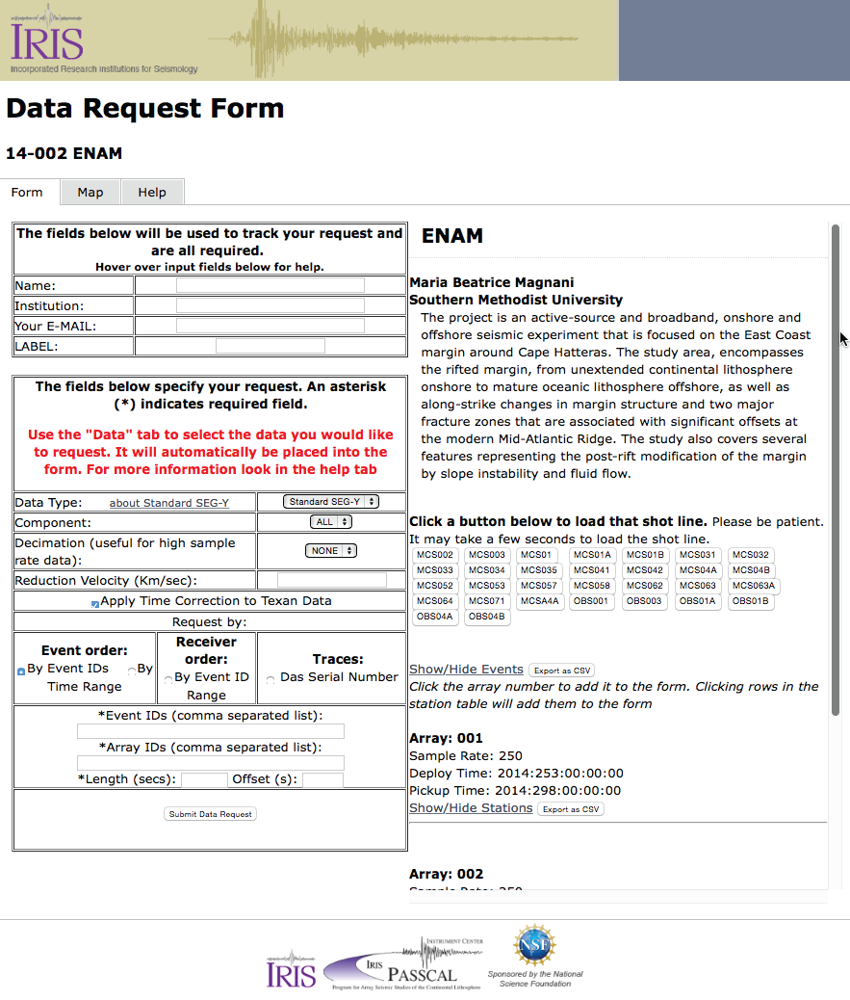 IRIS
Incorporated Research Institutions for Seismology
Data Request Form
14-002 ENAM
Form Map Help
The fields below will be used to track your request and
are all required.
Hover over input fields below for help.
Name:
Institution:
Your E-MAIL:
LABEL:
The fields below specify your request. An asterisk
(*) indicates required field.
Use the "Data" tab to select the data you would like
to request. It will automatically be placed into the
form. For more information look in the help tab
Data Type: about Standard SEG-Y Standard SEG-Y
Component: ALL
Decimation (useful for high sample
rate data): NONE
Reduction Velocity (Km/sec):
Apply Time Correction to Texan Data
Request by:
Event order:
By Event IDs By
Time Range
Receiver
order:
By Event ID
Range
Traces:
Das Serial Number
*Event IDs (comma separated list):
*Array IDs (comma separated list):
*Length (secs): Offset (s):
Submit Data Request
ENAM
Maria Beatrice Magnani
Southern Methodist University
The project is an active-source and broadband, onshore and
offshore seismic experiment that is focused on the East Coast
margin around Cape Hatteras. The study area, encompasses
the rifted margin, from unextended continental lithosphere
onshore to mature oceanic lithosphere offshore, as well as
along-strike changes in margin structure and two major
fracture zones that are associated with significant offsets at
the modern Mid-Atlantic Ridge. The study also covers several
features representing the post-rift modification of the margin
by slope instability and fluid flow.
Click a button below to load that shot line. Please be patient.
It may take a few seconds to load the shot line.
MCS002 MCS003 MCS01 MCS01A MCS01B MCS031 MCS032
MCS033 MCS034 MCS035 MCS041 MCS042 MCS04A MCS04B
MCS052 MCS053 MCS057 MCS058 MCS062 MCS063 MCS063A
MCS064 MCS071 MCSA4A OBS001 OBS003 OBS01A OBS01B
OBS04A OBS04B
Show/Hide Events Export as CSV
Click the array number to add it to the form. Clicking rows in the
station table will add them to the form
Array: 001
Sample Rate: 250
Deploy Time: 2014:253:00:00:00
Pickup Time: 2014:298:00:00:00
Show/Hide Stations Export as CSV
Array: 002
Sample Rate: 250
IRIS
INSTRUMENT CENTER
IRIS PASSCAL
Program for Array Seismic Studies of the Continental Lithosphere
NSF
Sponsored by the National
Science Foundation